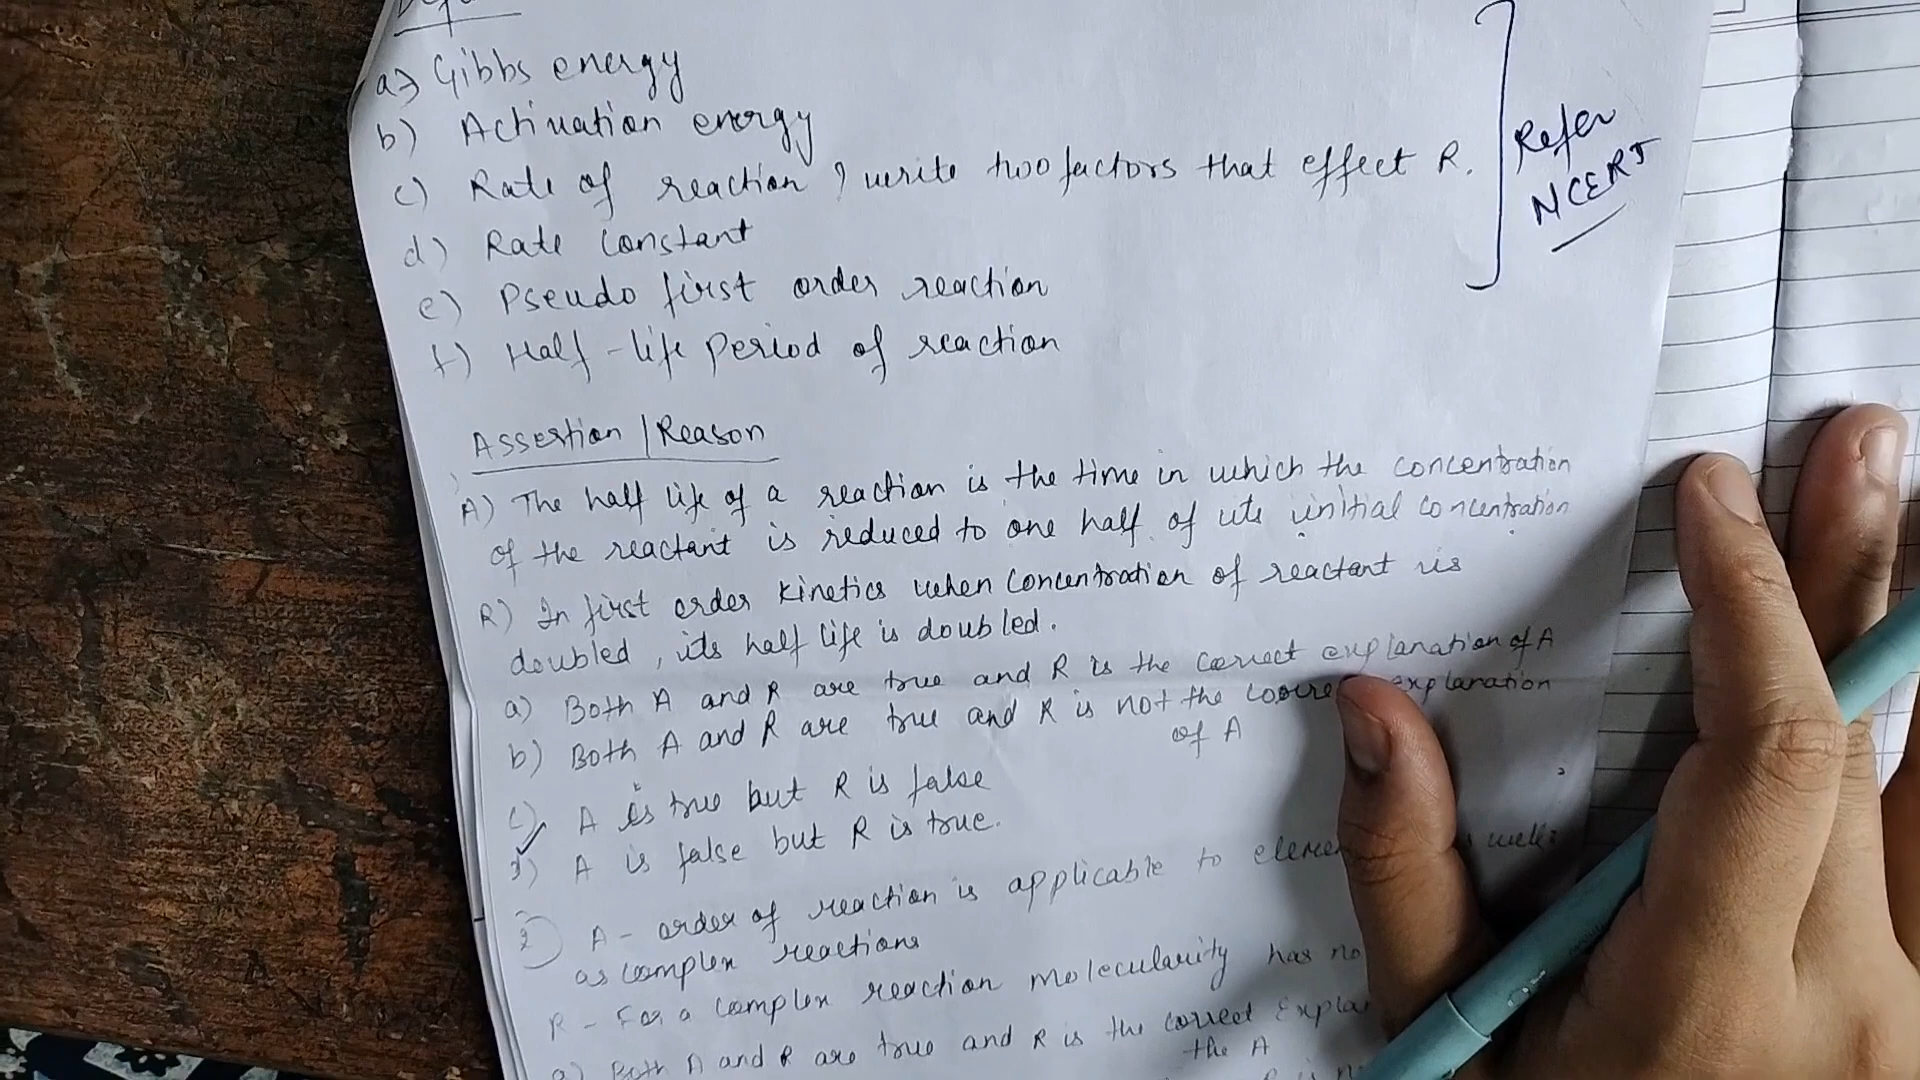 a) Gibbs energy
b) Activation energy
c) Rate of reaction, write two factors that effect R.
d) Rate constant
e) Pseudo first order reaction
f) Half-life period of reaction
Refer
NCERT
Assertion | Reason
A) The half life of a reaction is the time in which the concentration
of the reactant is reduced to one half of its initial concentration
R) In first order kinetics when concentration of reactant is
doubled, its half life is doubled.
a) Both A and R are true and R is the correct explanation of A
b) Both A and R are true and R is not the explanation
of A
c) A is true but R is false
d) A is false but R is true.
2) A - order of reaction is applicable to well
as complex reactions
R - For a complex reaction molecularity has no
a) Both A and R are true and R is the correct
the A